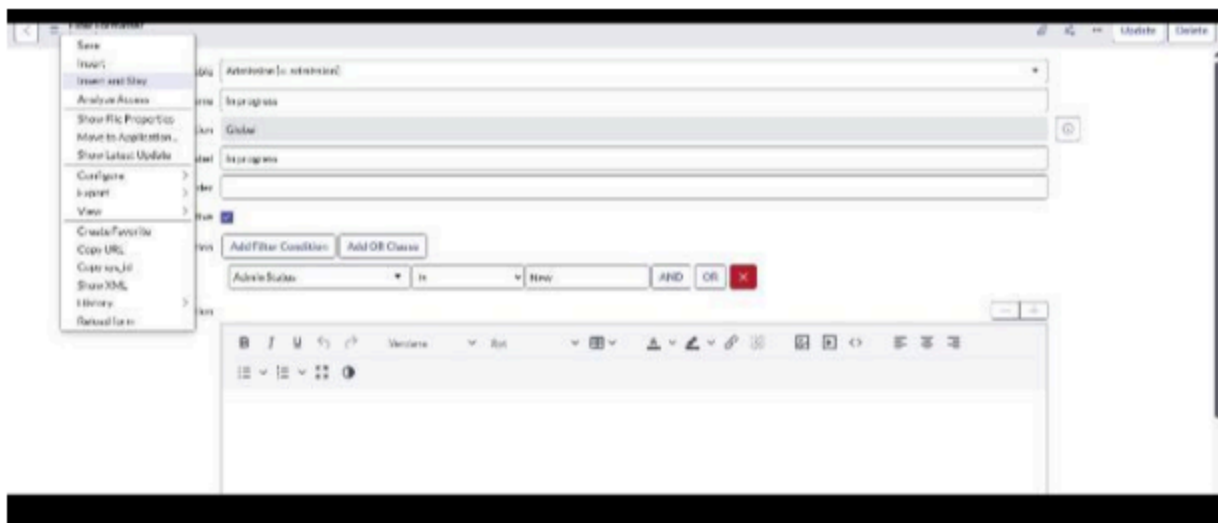 Update Delete
Save
Insert
Insert and Stay
Analyze Access
Show File Properties
Move to Application...
Show Latest Update
Configure
Export
View
Create Favorite
Copy URL
Copy sys_id
Show XML
History
Reload form
In progress
Global
In progress
Add Filter Condition Add OR Clause
Admin Status is New AND OR
B I U Verdana 8pt